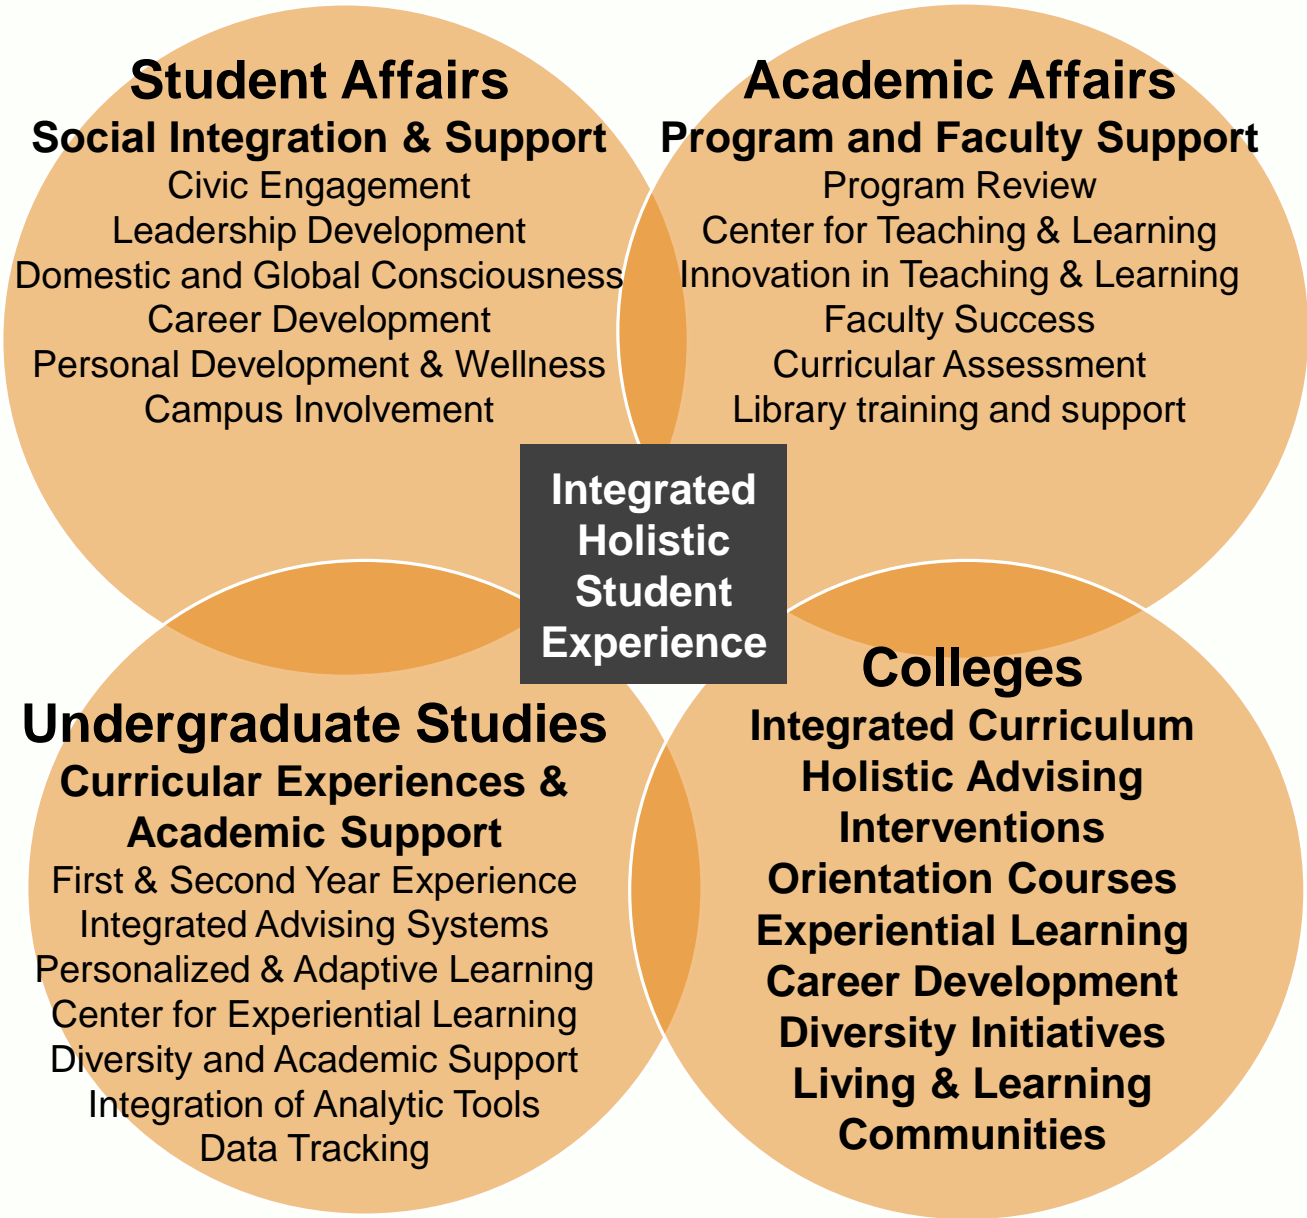 Student Affairs
Social Integration & Support
Civic Engagement
Leadership Development
Domestic and Global Consciousness
Career Development
Personal Development & Wellness
Campus Involvement
Academic Affairs
Program and Faculty Support
Program Review
Center for Teaching & Learning
Innovation in Teaching & Learning
Faculty Success
Curricular Assessment
Library training and support
Integrated
Holistic
Student
Experience
Undergraduate Studies
Curricular Experiences &
Academic Support
First & Second Year Experience
Integrated Advising Systems
Personalized & Adaptive Learning
Center for Experiential Learning
Diversity and Academic Support
Integration of Analytic Tools
Data Tracking
Colleges
Integrated Curriculum
Holistic Advising
Interventions
Orientation Courses
Experiential Learning
Career Development
Diversity Initiatives
Living & Learning
Communities